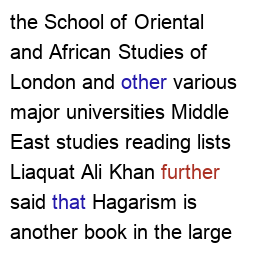 the School of Oriental
and African Studies of
London and other various
major universities Middle
East studies reading lists
Liaquat Ali Khan further
said that Hagarism is
another book in the large